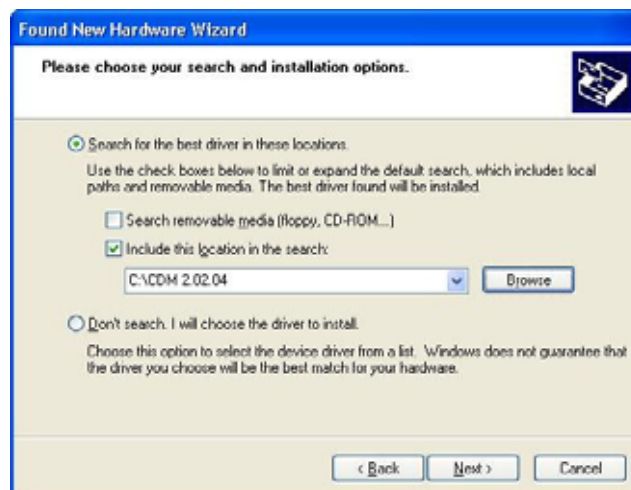 Found New Hardware Wizard
Please choose your search and installation options.
Search for the best driver in these locations.
Use the check boxes below to limit or expand the default search, which includes local
paths and removable media. The best driver found will be installed.
Search removable media (floppy, CD-ROM...)
Include this location in the search:
C:\CDM 2.02.04
Browse
Don't search. I will choose the driver to install.
Choose this option to select the device driver from a list. Windows does not guarantee that
the driver you choose will be the best match for your hardware.
< Back Next > Cancel